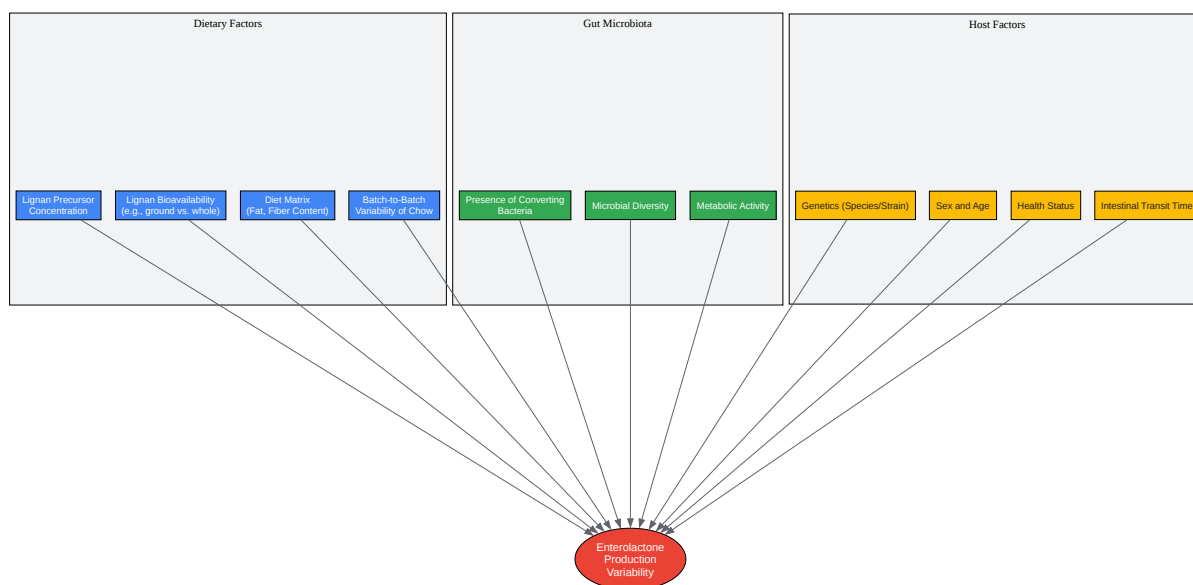 Dietary Factors
Gut Microbiota
Host Factors
Lignan Precursor
Concentration
Lignan Bioavailability
(e.g., ground vs. whole)
Diet Matrix
(Fat, Fiber Content)
Batch-to-Batch
Variability of Chow
Presence of Converting
Bacteria
Microbial Diversity
Metabolic Activity
Genetics (Species/Strain)
Sex and Age
Health Status
Intestinal Transit Time
Enterolactone
Production
Variability